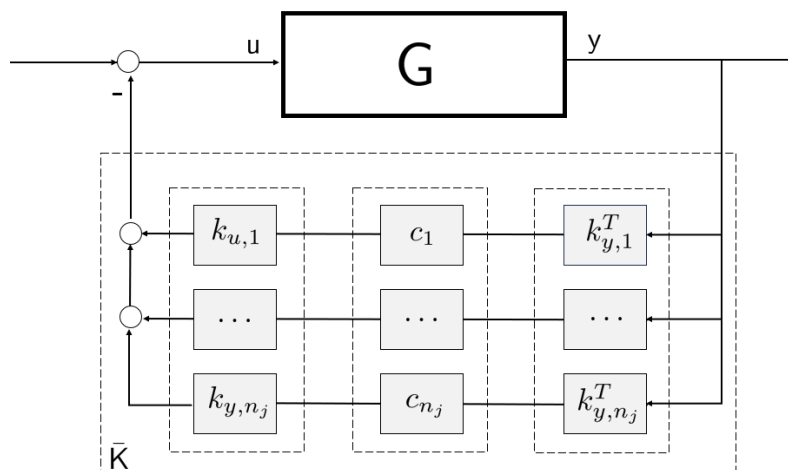 u G y
-
k_{u,1} c_1 k_{y,1}^T
... ... ...
k_{y,n_j} c_{n_j} k_{y,n_j}^T
K̄